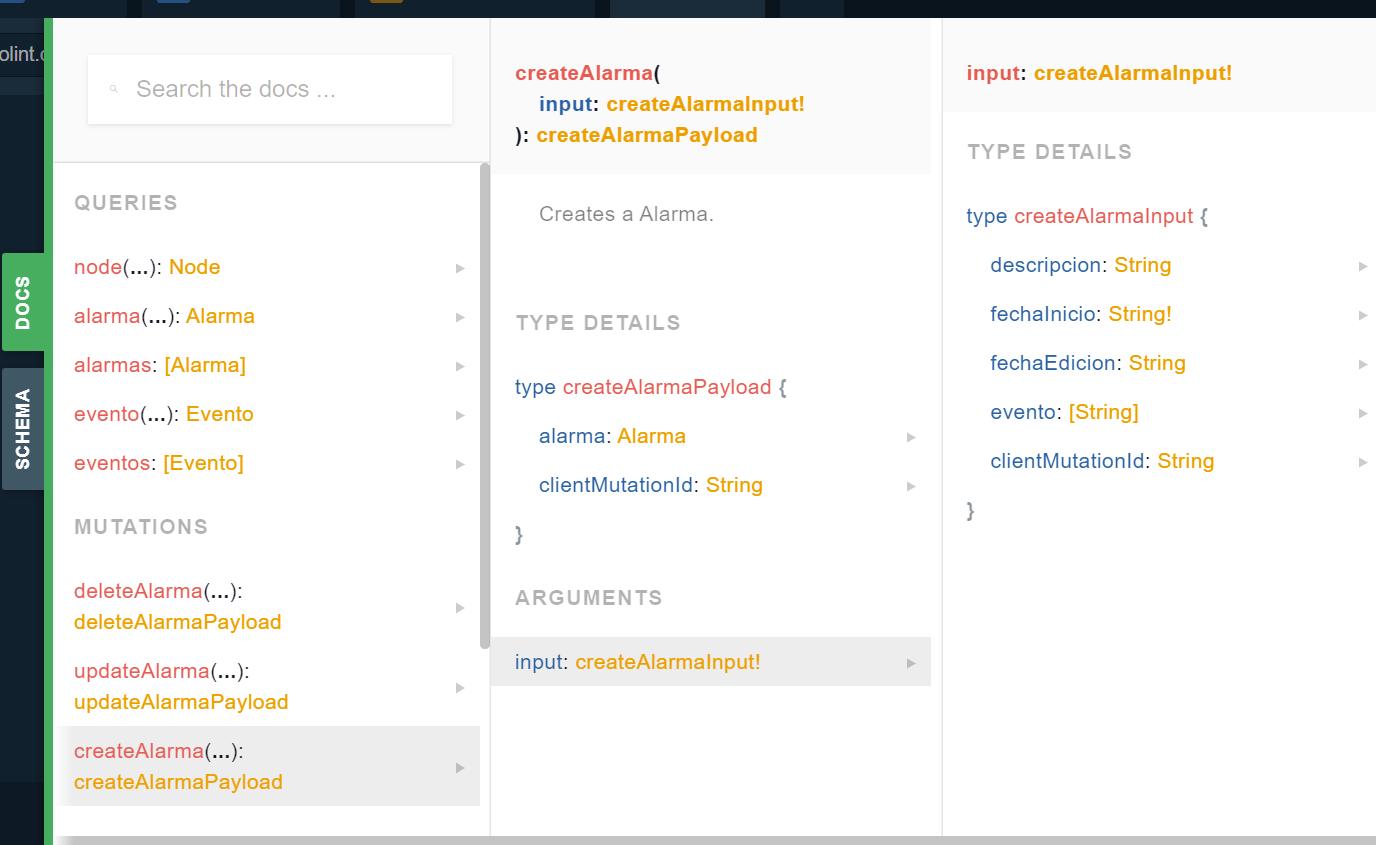 olint.c
DOCS
SCHEMA
Search the docs ...
QUERIES
node(...): Node
alarma(...): Alarma
alarmas: [Alarma]
evento(...): Evento
eventos: [Evento]
MUTATIONS
deleteAlarma(...):
deleteAlarmaPayload
updateAlarma(...):
updateAlarmaPayload
createAlarma(...):
createAlarmaPayload
createAlarma(
input: createAlarmaInput!
): createAlarmaPayload
Creates a Alarma.
TYPE DETAILS
type createAlarmaPayload {
alarma: Alarma
clientMutationId: String
}
ARGUMENTS
input: createAlarmaInput!
input: createAlarmaInput!
TYPE DETAILS
type createAlarmaInput {
descripcion: String
fechaInicio: String!
fechaEdicion: String
evento: [String]
clientMutationId: String
}